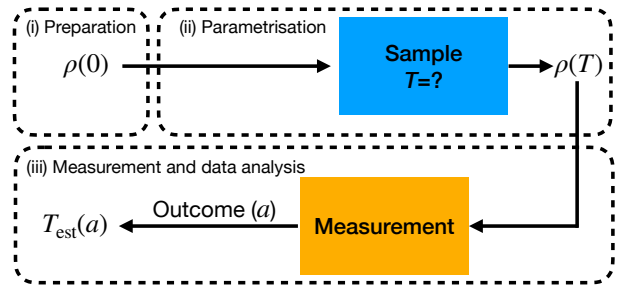 (i) Preparation
(ii) Parametrisation
ρ(0)
Sample
T=?
ρ(T)
(iii) Measurement and data analysis
T_est(a)
Outcome (a)
Measurement